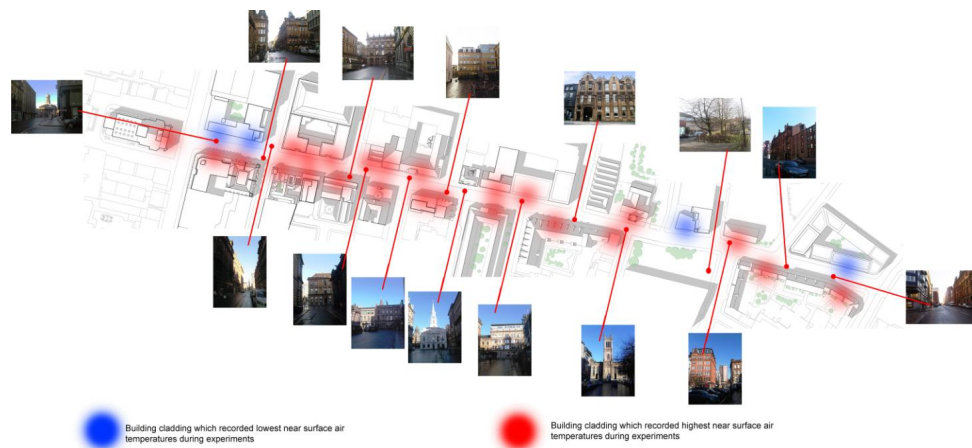 Building cladding which recorded lowest near surface air
temperatures during experiments
Building cladding which recorded highest near surface air
temperatures during experiments